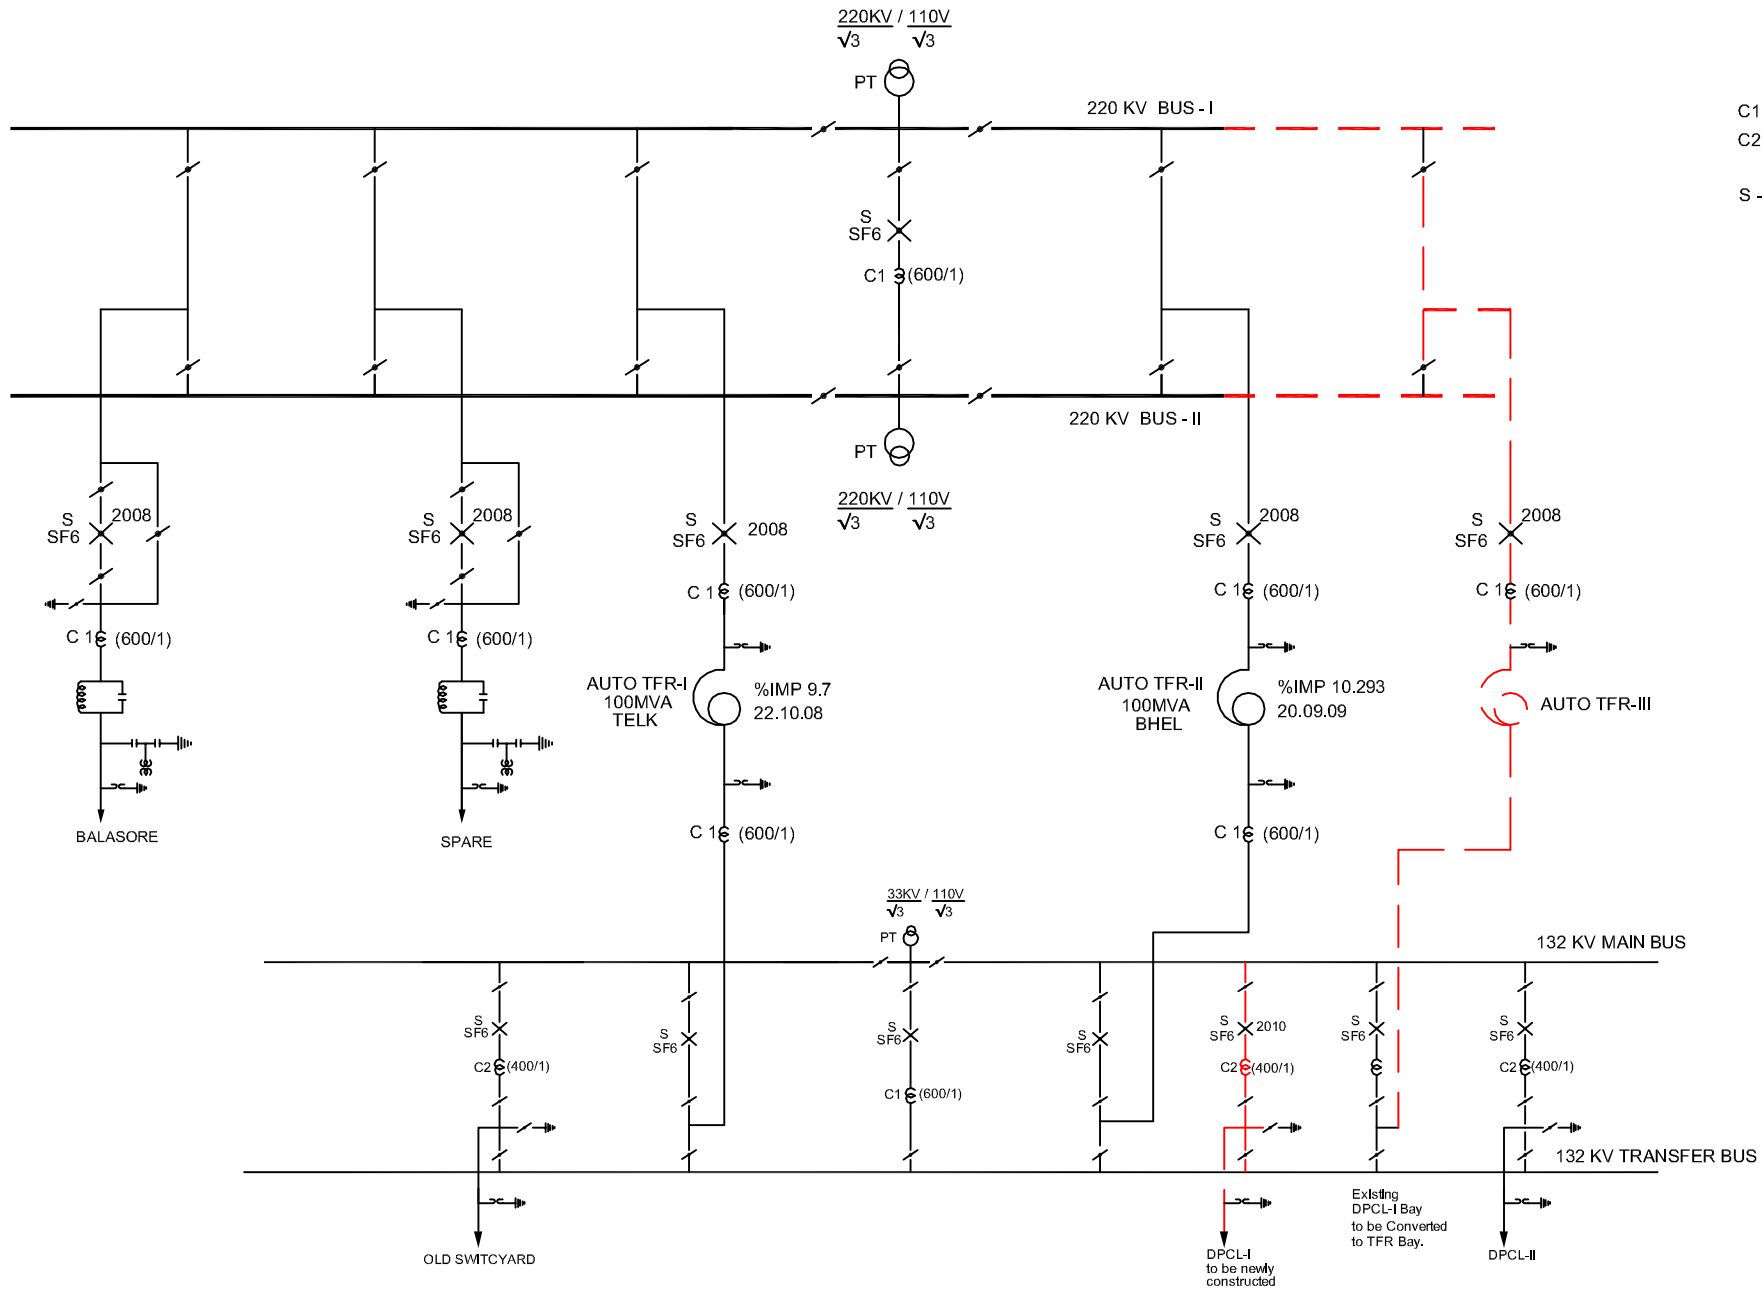 220KV / 110V
√3 √3
PT
220 KV BUS - I
C1
C2
S -
S
SF6
C1 (600/1)
220 KV BUS - II
PT
220KV / 110V
√3 √3
S
SF6
2008
S
SF6
2008
S
SF6
2008
S
SF6
2008
S
SF6
2008
C 1 (600/1)
C 1 (600/1)
C 1 (600/1)
C 1 (600/1)
C 1 (600/1)
AUTO TFR-I
100MVA
TELK
%IMP 9.7
22.10.08
AUTO TFR-II
100MVA
BHEL
%IMP 10.293
20.09.09
AUTO TFR-III
BALASORE
SPARE
C 1 (600/1)
C 1 (600/1)
33KV / 110V
√3 √3
PT
132 KV MAIN BUS
S
SF6
C2 (400/1)
S
SF6
S
SF6
C1 (600/1)
S
SF6
S
SF6
2010
C2 (400/1)
S
SF6
S
SF6
C2 (400/1)
132 KV TRANSFER BUS
OLD SWITCYARD
DPCL-I
to be newly
constructed
Existing
DPCL-I Bay
to be Converted
to TFR Bay.
DPCL-II